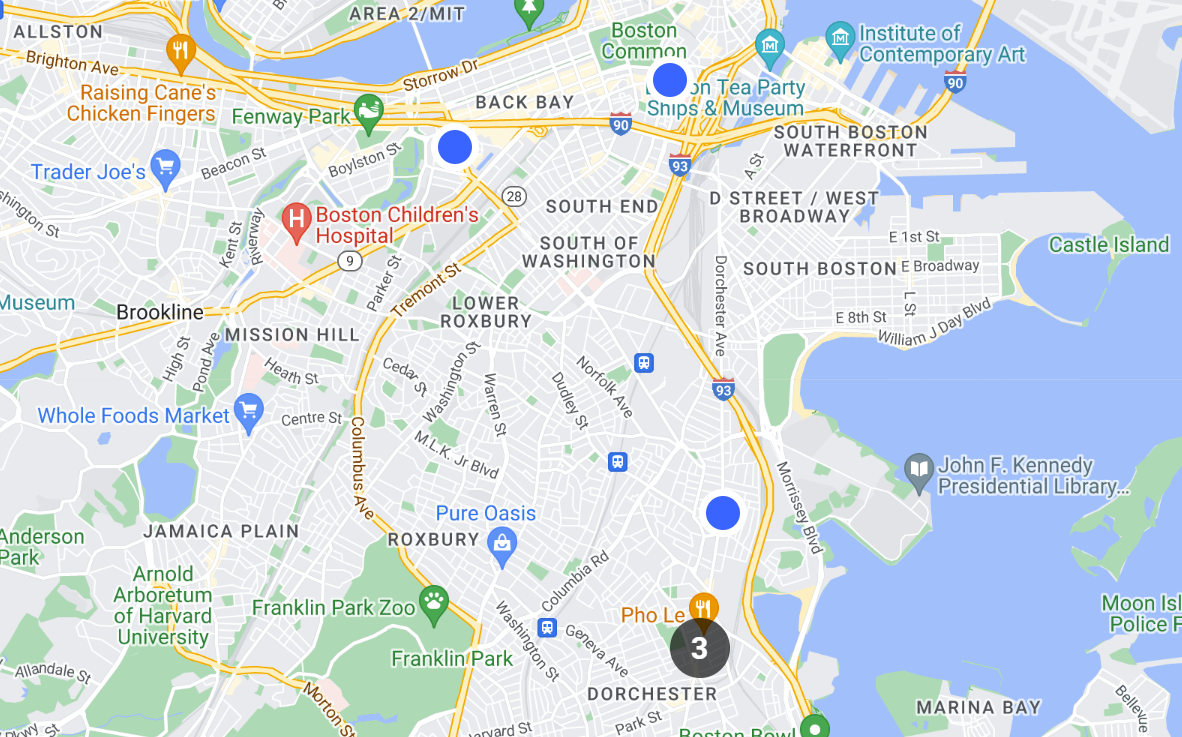 ALLSTON
AREA 2/MIT
Boston
Common
Institute of
Contemporary Art
Brighton Ave
Storrow Dr
90
Raising Cane's
Chicken Fingers
BACK BAY
Tea Party
Ships & Museum
Fenway Park
90
SOUTH BOSTON
WATERFRONT
Beacon St
Boylston St
93
A St
Trader Joe's
28
D STREET / WEST
BROADWAY
SOUTH END
Boston Children's
Hospital
H
Kent St
Riverway
E 1st St
Castle Island
SOUTH OF
WASHINGTON
9
SOUTH BOSTON
E Broadway
Parker St
Tremont St
Dorchester Ave
L St
Museum
Brookline
LOWER
ROXBURY
E 8th St
William J Day Blvd
MISSION HILL
High St
Pond Ave
Heath St
Cedar St
Washington St
Warren St
Dudley St
Norfolk Ave
93
Whole Foods Market
Centre St
M.L.K. Jr Blvd
Columbus Ave
John F. Kennedy
Presidential Library...
Morrissey Blvd
Pure Oasis
JAMAICA PLAIN
ROXBURY
Anderson
Park
Arnold
Arboretum
of Harvard
University
Columbia Rd
Franklin Park Zoo
Pho Le
Moon Isl
Police F
Washington St
Geneva Ave
Franklin Park
3
Allandale St
DORCHESTER
Morton St
Park St
MARINA BAY
Bellevue
Boston Bowl